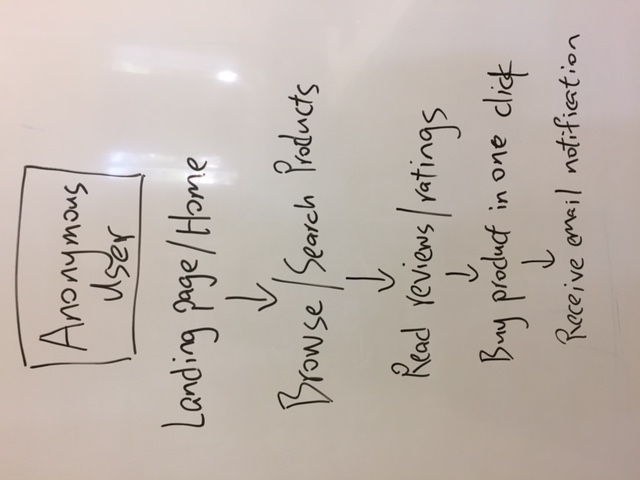 Anonymous
User
Landing page/Home
↓
Browse/Search Products
↓
Read reviews/ratings
↓
Buy product in one click
↓
Receive email notification